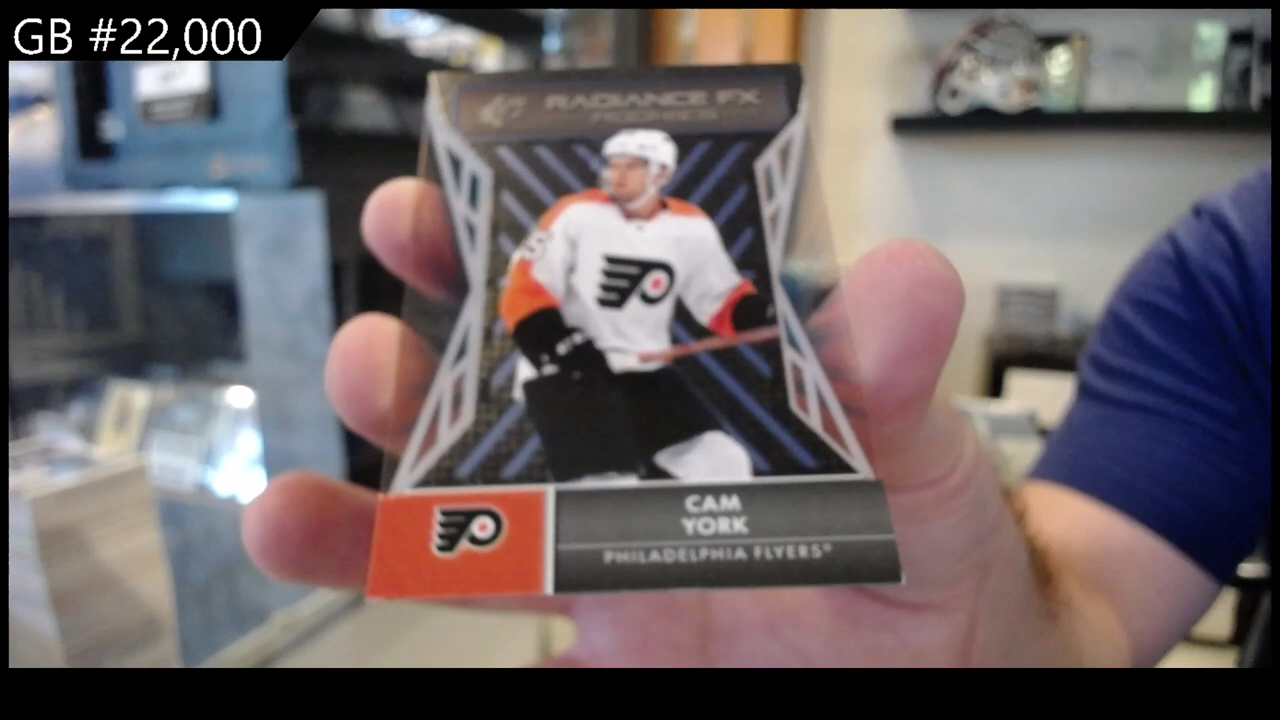 GB #22,000
RADIANCE FX
ROOKIES
CAM
YORK
PHILADELPHIA FLYERS®